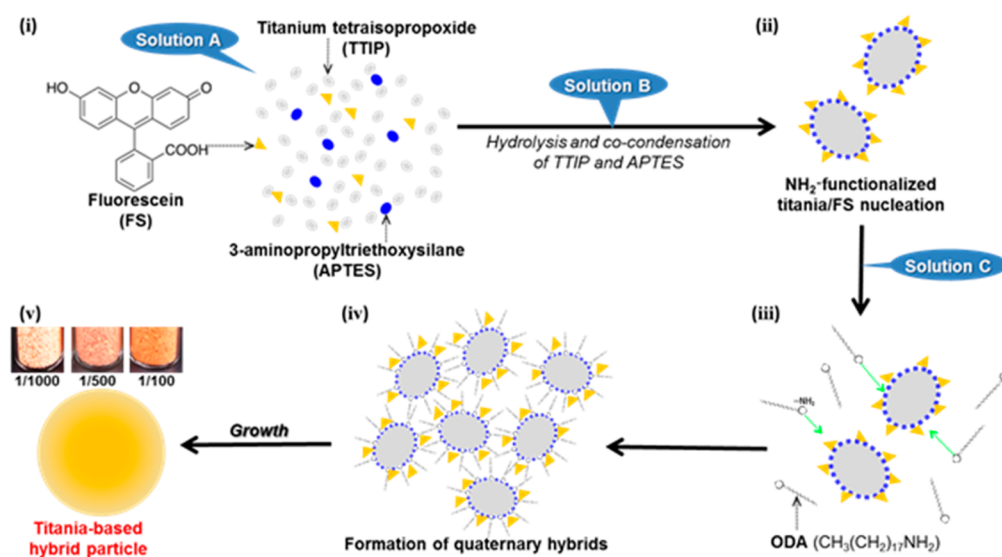 (i)
Solution A
Titanium tetraisopropoxide
(TTIP)
HO
O
O
COOH
Fluorescein
(FS)
3-aminopropyltriethoxysilane
(APTES)
Solution B
Hydrolysis and co-condensation
of TTIP and APTES
(ii)
NH₂-functionalized
titania/FS nucleation
Solution C
(iii)
-NH₂
ODA (CH₃(CH₂)₁₇NH₂)
(iv)
Formation of quaternary hybrids
Growth
(v)
1/1000 1/500 1/100
Titania-based
hybrid particle